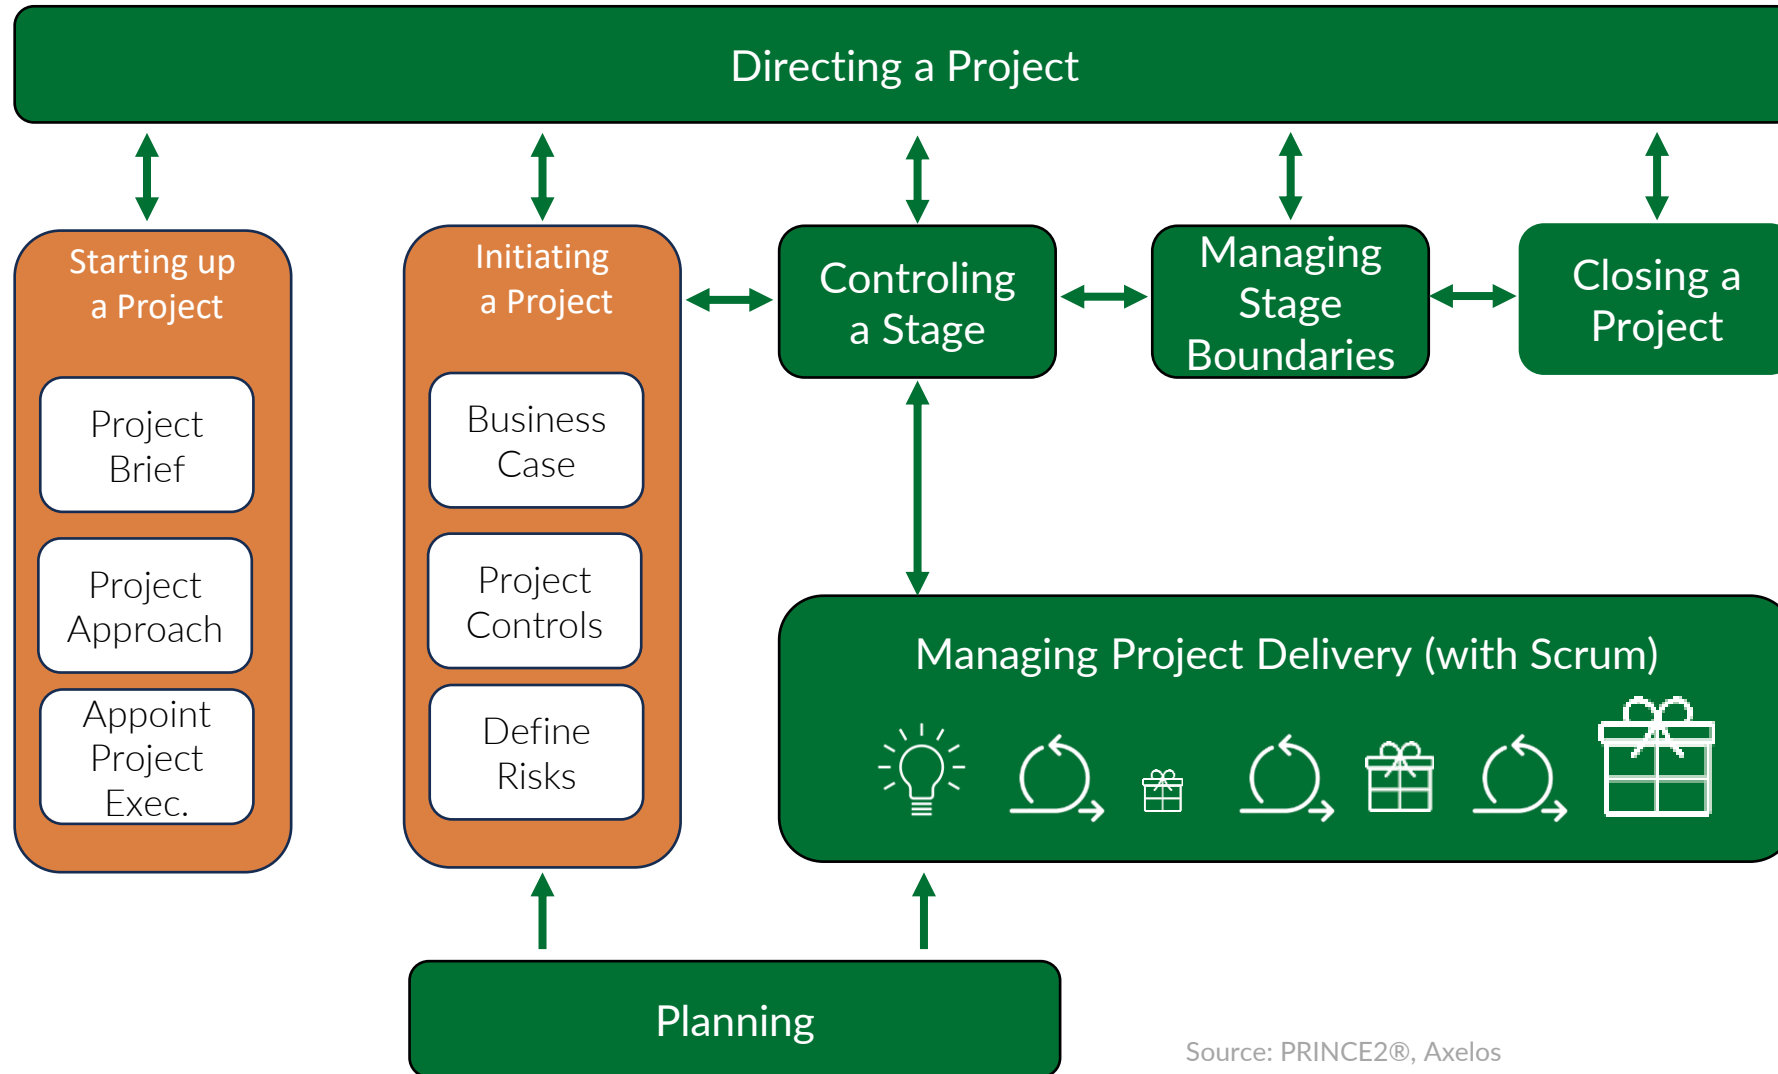 Directing a Project
Starting up
a Project
Project
Brief
Project
Approach
Appoint
Project
Exec.
Initiating
a Project
Business
Case
Project
Controls
Define
Risks
Controling
a Stage
Managing
Stage
Boundaries
Closing a
Project
Managing Project Delivery (with Scrum)
Planning
Source: PRINCE2®, Axelos